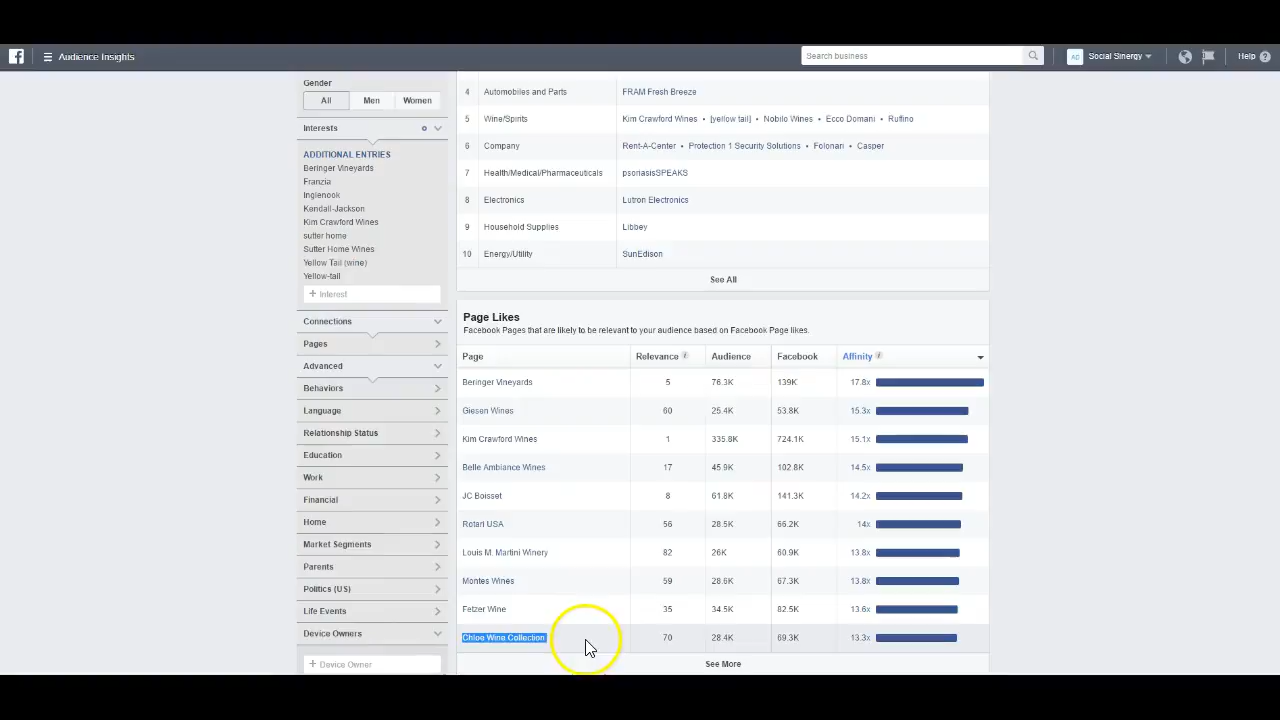 Audience Insights
Search business
Social Sinergy
Help
Gender
All Men Women
Interests
ADDITIONAL ENTRIES
Beringer Vineyards
Franzia
Inglenook
Kendall-Jackson
Kim Crawford Wines
sutter home
Sutter Home Wines
Yellow Tail (wine)
Yellow-tail
+ Interest
Connections
Pages
Advanced
Behaviors
Language
Relationship Status
Education
Work
Financial
Home
Market Segments
Parents
Politics (US)
Life Events
Device Owners
+ Device Owner
4 Automobiles and Parts FRAM Fresh Breeze
5 Wine/Spirits Kim Crawford Wines • [yellow tail] • Nobilo Wines • Ecco Domani • Ruffino
6 Company Rent-A-Center • Protection 1 Security Solutions • Folonari • Casper
7 Health/Medical/Pharmaceuticals psoriasisSPEAKS
8 Electronics Lutron Electronics
9 Household Supplies Libbey
10 Energy/Utility SunEdison
See All
Page Likes
Facebook Pages that are likely to be relevant to your audience based on Facebook Page likes.
Page Relevance Audience Facebook Affinity
Beringer Vineyards 5 76.3K 139K 17.8x
Giesen Wines 60 25.4K 53.8K 15.3x
Kim Crawford Wines 1 335.8K 724.1K 15.1x
Belle Ambiance Wines 17 45.9K 102.8K 14.5x
JC Boisset 8 61.8K 141.3K 14.2x
Rotari USA 56 28.5K 66.2K 14x
Louis M. Martini Winery 82 26K 60.9K 13.8x
Montes Wines 59 28.6K 67.3K 13.8x
Fetzer Wine 35 34.5K 82.5K 13.6x
Chloe Wine Collection 70 28.4K 69.3K 13.3x
See More